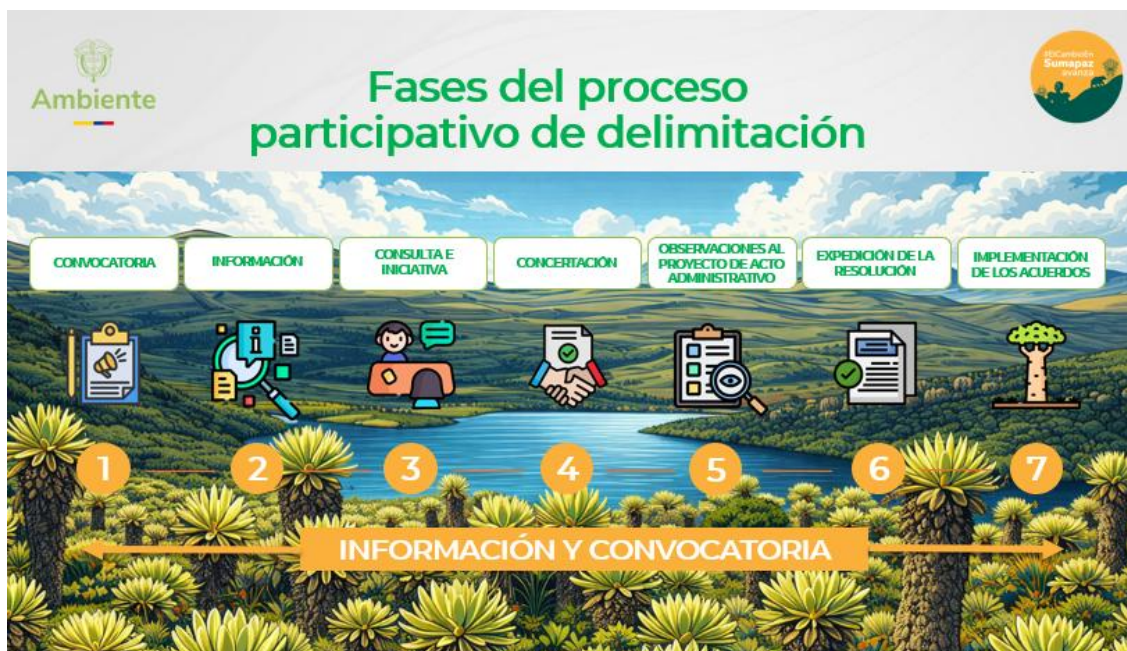 Ambiente
#ElCambioEn
Sumapaz
avanza
Fases del proceso
participativo de delimitación
CONVOCATORIA
INFORMACIÓN
CONSULTA E
INICIATIVA
CONCERTACIÓN
OBSERVACIONES AL
PROYECTO DE ACTO
ADMINISTRATIVO
EXPEDICIÓN DE LA
RESOLUCIÓN
IMPLEMENTACIÓN
DE LOS ACUERDOS
i
1
2
3
4
5
6
7
INFORMACIÓN Y CONVOCATORIA